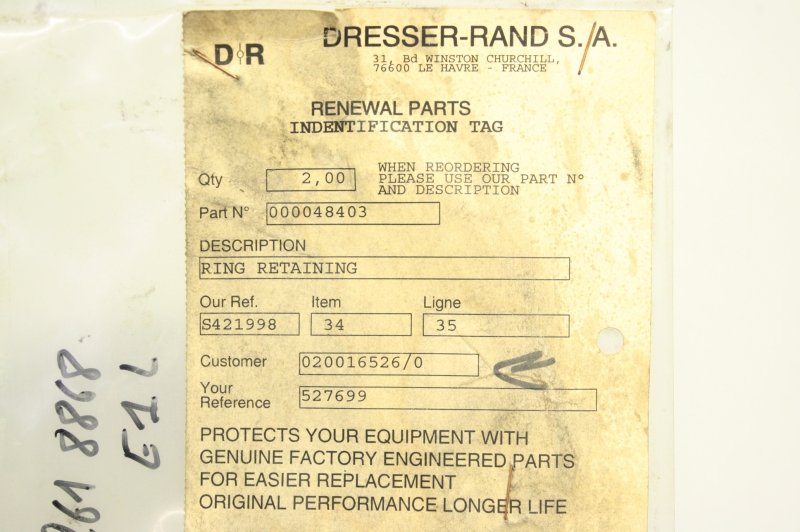 D R DRESSER-RAND S.A.
31, Bd WINSTON CHURCHILL,
76600 LE HAVRE - FRANCE
RENEWAL PARTS
INDENTIFICATION TAG
Qty 2,00
WHEN REORDERING
PLEASE USE OUR PART N°
AND DESCRIPTION
Part N° 000048403
DESCRIPTION
RING RETAINING
Our Ref. Item Ligne
S421998 34 35
Customer 020016526/0
Your
Reference 527699
PROTECTS YOUR EQUIPMENT WITH
GENUINE FACTORY ENGINEERED PARTS
FOR EASIER REPLACEMENT
ORIGINAL PERFORMANCE LONGER LIFE
8868
E1L